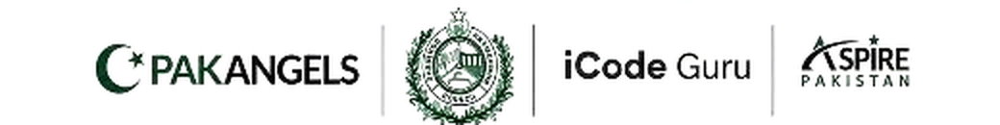 PAKANGELS
iCode Guru
ASPIRE
PAKISTAN